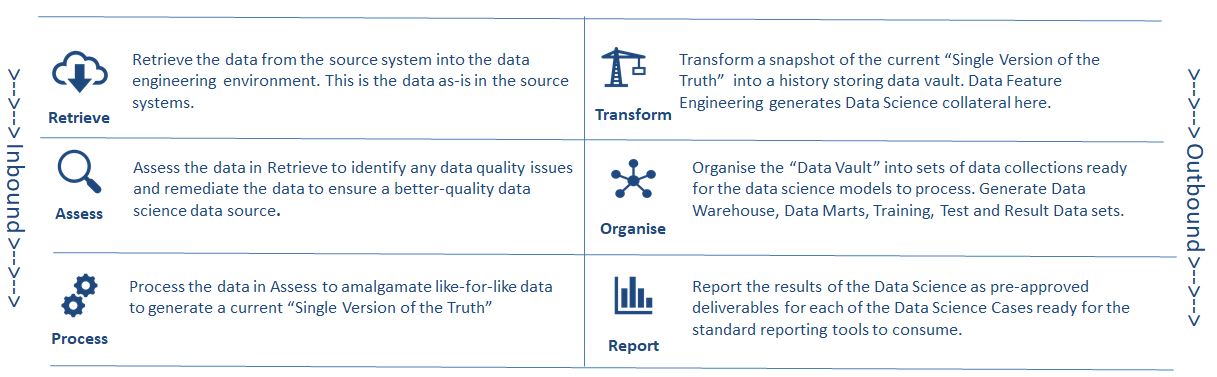 >--->--->---> Inbound >--->--->
Retrieve the data from the source system into the data
engineering environment. This is the data as-is in the source
systems.
Retrieve
Assess the data in Retrieve to identify any data quality issues
and remediate the data to ensure a better-quality data
science data source.
Assess
Process the data in Assess to amalgamate like-for-like data
to generate a current “Single Version of the Truth”
Process
Transform a snapshot of the current “Single Version of the
Truth” into a history storing data vault. Data Feature
Engineering generates Data Science collateral here.
Transform
Organise the “Data Vault” into sets of data collections ready
for the data science models to process. Generate Data
Warehouse, Data Marts, Training, Test and Result Data sets.
Organise
Report the results of the Data Science as pre-approved
deliverables for each of the Data Science Cases ready for the
standard reporting tools to consume.
Report
>--->--->---> Outbound >--->--->